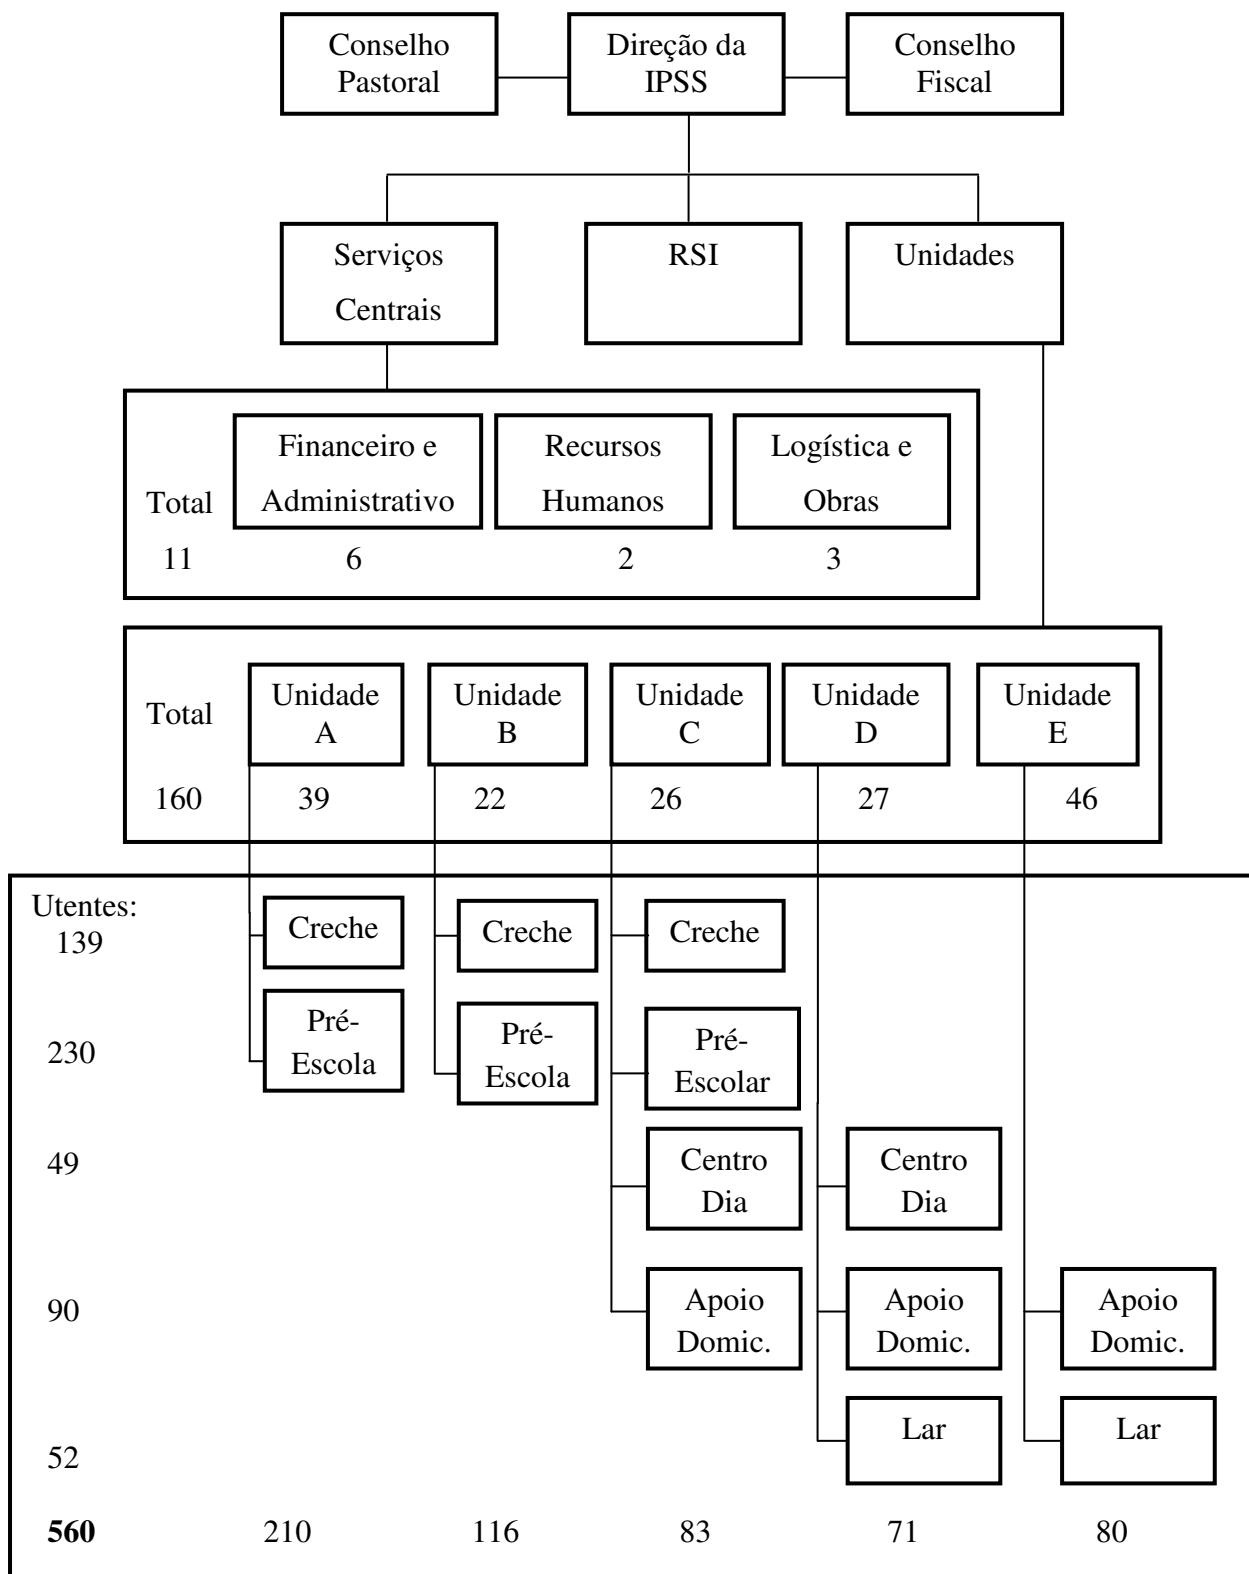 Conselho
Pastoral
Direção da
IPSS
Conselho
Fiscal
Serviços
Centrais
RSI
Unidades
Financeiro e
Administrativo
Recursos
Humanos
Logística e
Obras
Total
11
6
2
3
Total
Unidade
A
Unidade
B
Unidade
C
Unidade
D
Unidade
E
160
39
22
26
27
46
Utentes:
139
Creche
Creche
Creche
230
Pré-
Escola
Pré-
Escola
Pré-
Escolar
49
Centro
Dia
Centro
Dia
90
Apoio
Domic.
Apoio
Domic.
Apoio
Domic.
52
Lar
Lar
560
210
116
83
71
80